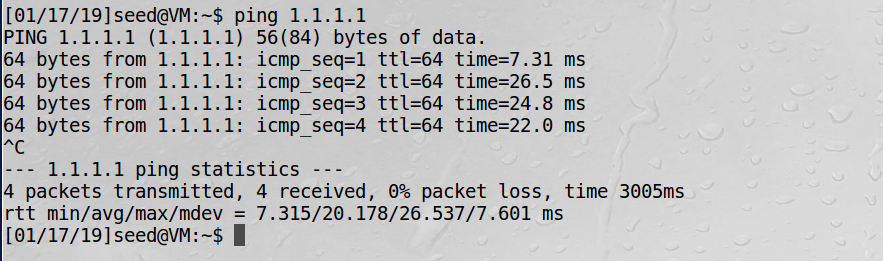 [01/17/19]seed@VM:~$ ping 1.1.1.1
PING 1.1.1.1 (1.1.1.1) 56(84) bytes of data.
64 bytes from 1.1.1.1: icmp_seq=1 ttl=64 time=7.31 ms
64 bytes from 1.1.1.1: icmp_seq=2 ttl=64 time=26.5 ms
64 bytes from 1.1.1.1: icmp_seq=3 ttl=64 time=24.8 ms
64 bytes from 1.1.1.1: icmp_seq=4 ttl=64 time=22.0 ms
^C
--- 1.1.1.1 ping statistics ---
4 packets transmitted, 4 received, 0% packet loss, time 3005ms
rtt min/avg/max/mdev = 7.315/20.178/26.537/7.601 ms
[01/17/19]seed@VM:~$